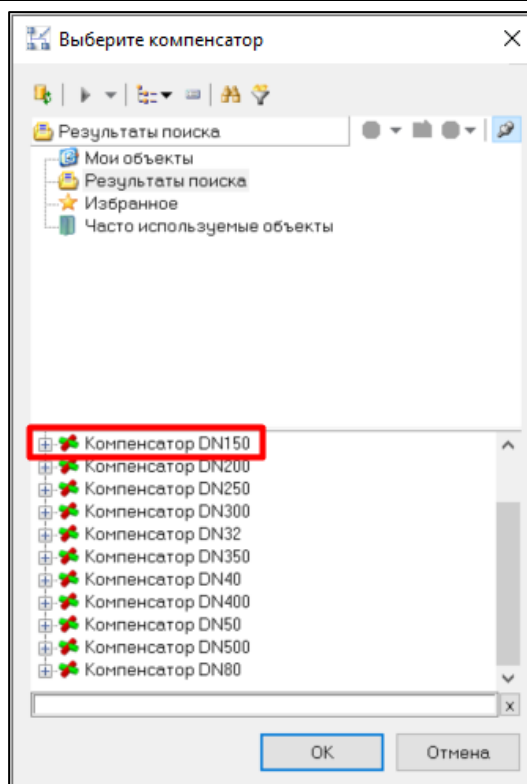 Выберите компенсатор
Результаты поиска
Мои объекты
Результаты поиска
Избранное
Часто используемые объекты
Компенсатор DN150
Компенсатор DN200
Компенсатор DN250
Компенсатор DN300
Компенсатор DN32
Компенсатор DN350
Компенсатор DN40
Компенсатор DN400
Компенсатор DN50
Компенсатор DN500
Компенсатор DN80
x
OK Отмена